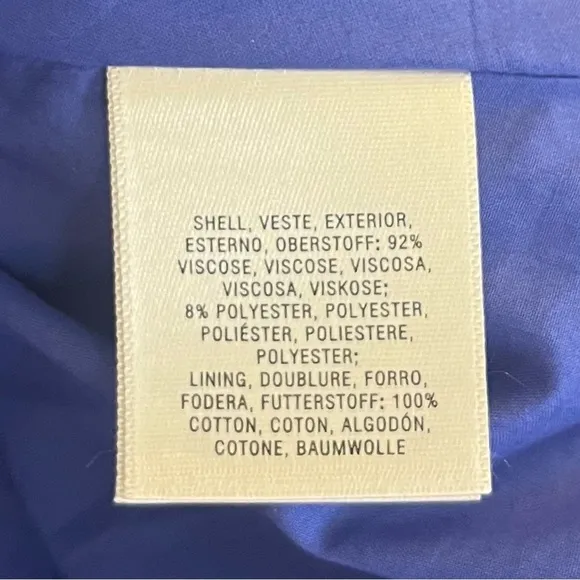 SHELL, VESTE, EXTERIOR,
ESTERNO, OBERSTOFF: 92%
VISCOSE, VISCOSE, VISCOSA,
VISCOSA, VISKOSE;
8% POLYESTER, POLYESTER,
POLIÉSTER, POLIESTERE,
POLYESTER;
LINING, DOUBLURE, FORRO,
FODERA, FUTTERSTOFF: 100%
COTTON, COTON, ALGODÓN,
COTONE, BAUMWOLLE